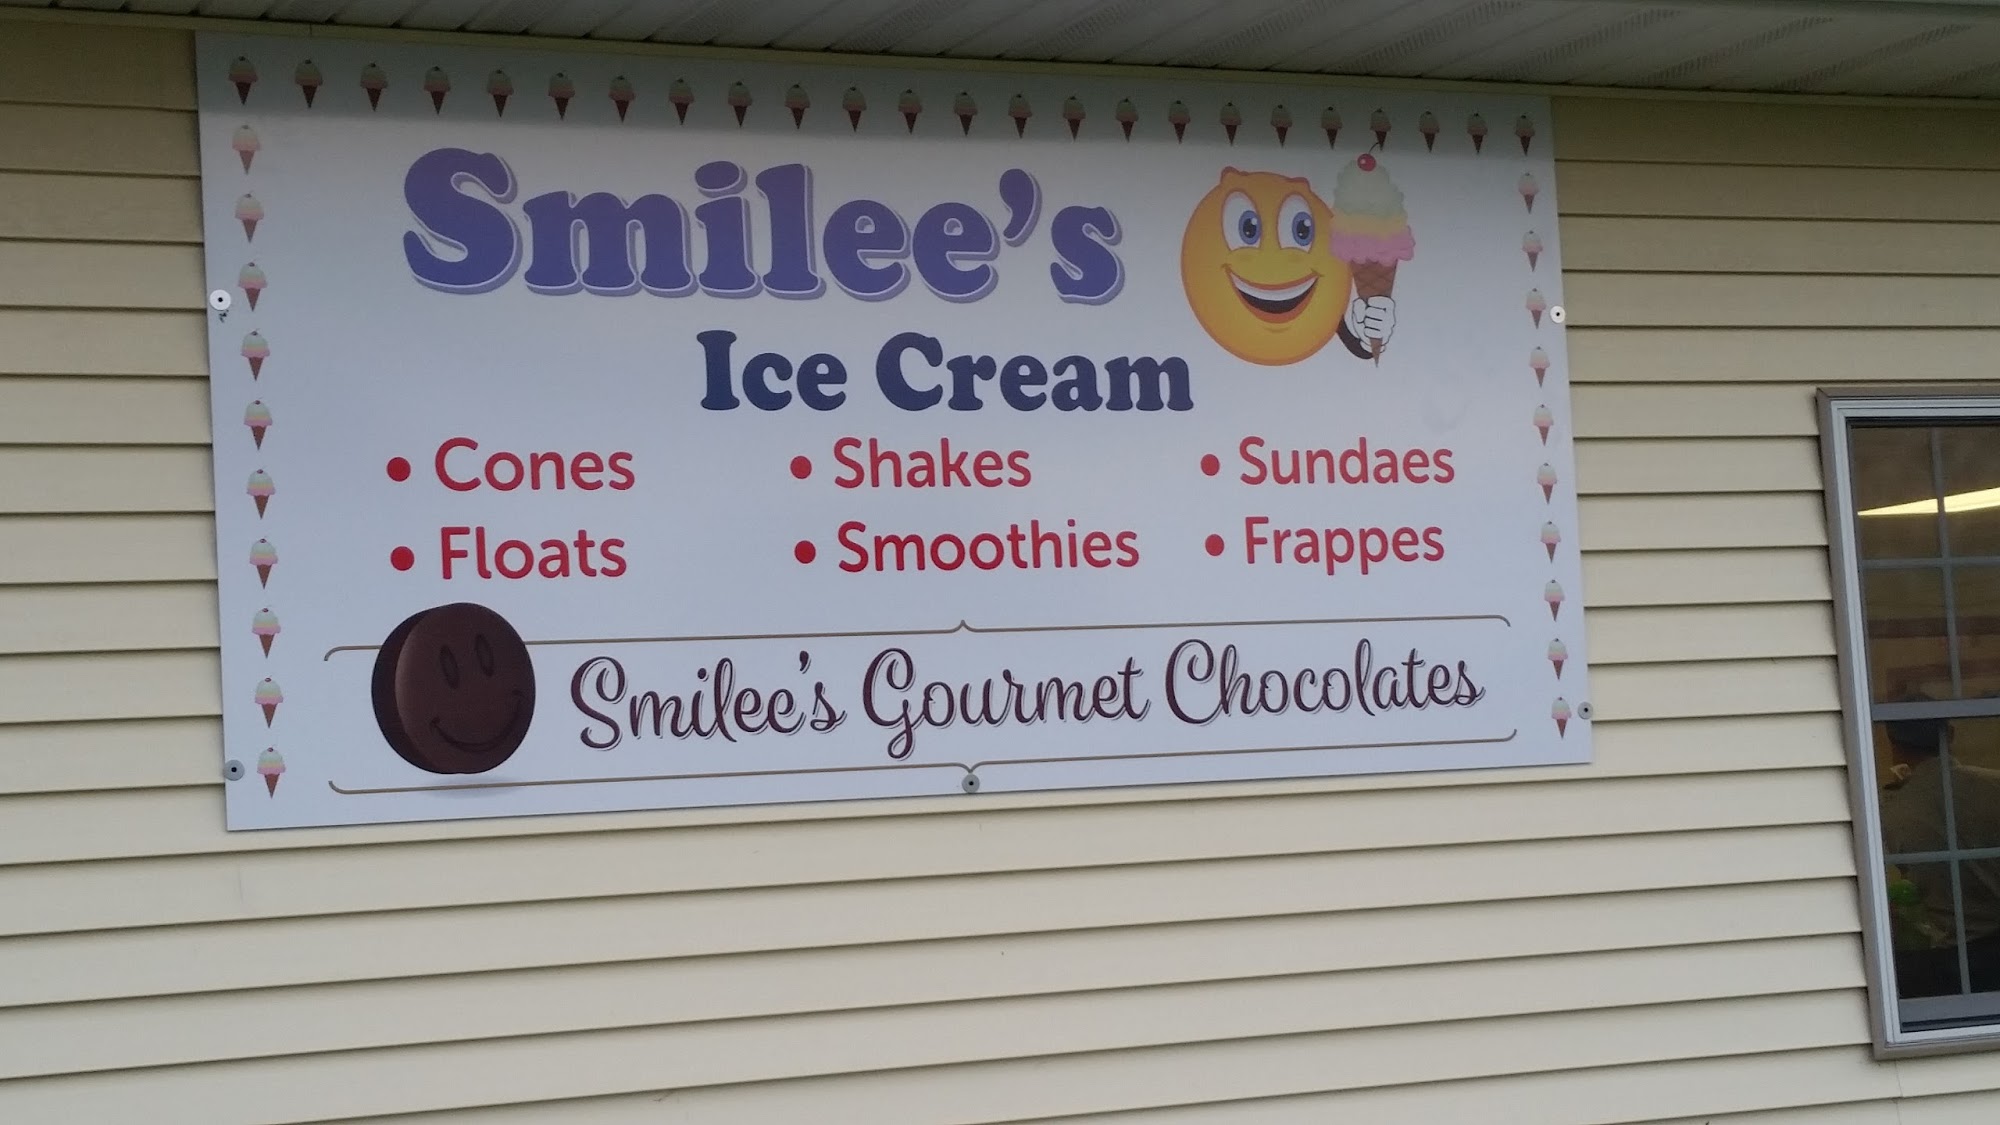 Smilee's
Ice Cream
• Cones • Shakes • Sundaes
• Floats • Smoothies • Frappes
Smilee's Gourmet Chocolates